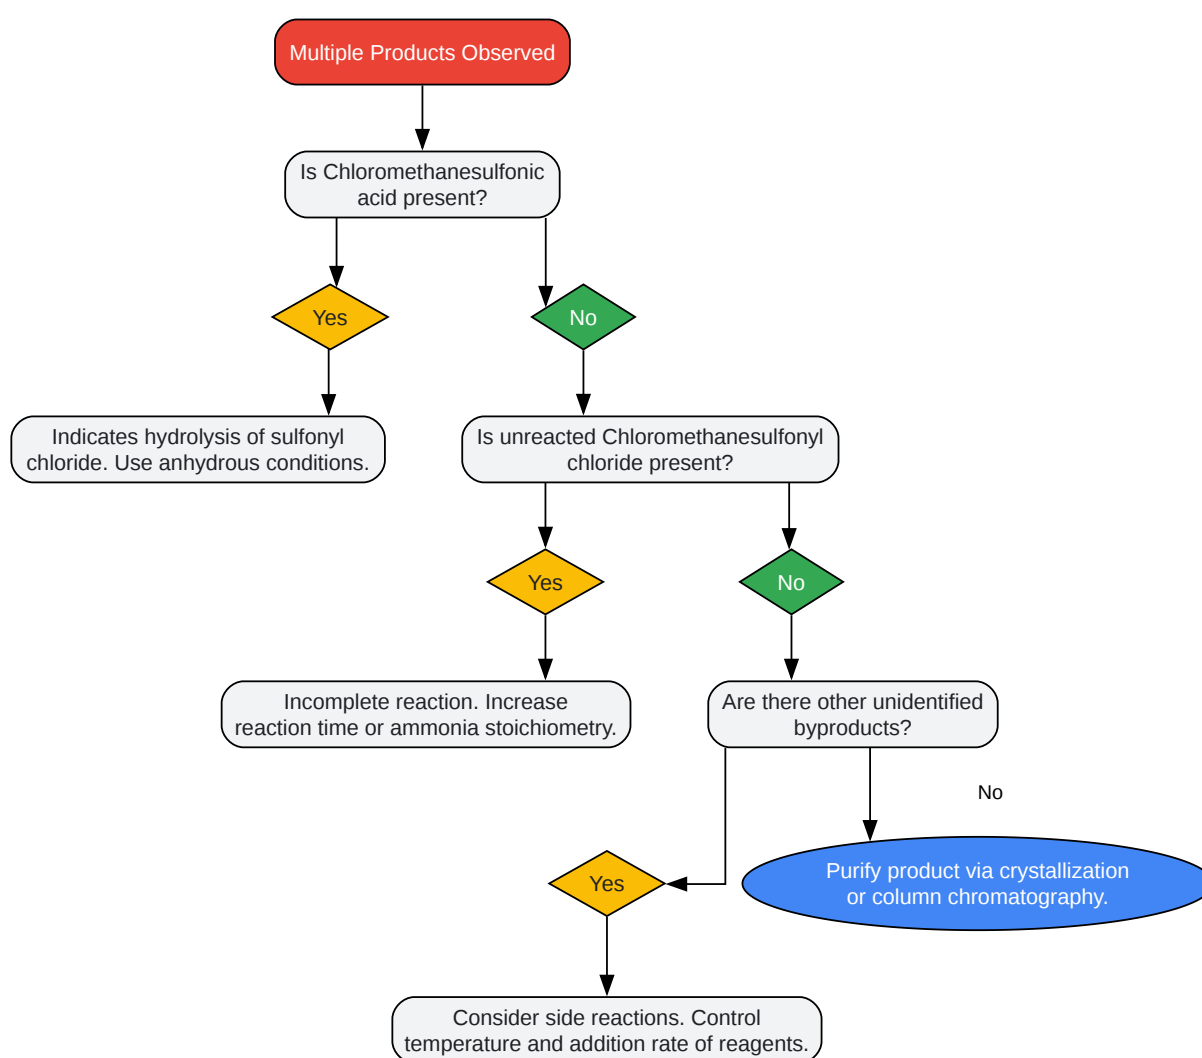 Multiple Products Observed
Is Chloromethanesulfonic
acid present?
Yes
No
Indicates hydrolysis of sulfonyl
chloride. Use anhydrous conditions.
Is unreacted Chloromethanesulfonyl
chloride present?
Yes
No
Incomplete reaction. Increase
reaction time or ammonia stoichiometry.
Are there other unidentified
byproducts?
No
Yes
Purify product via crystallization
or column chromatography.
Consider side reactions. Control
temperature and addition rate of reagents.